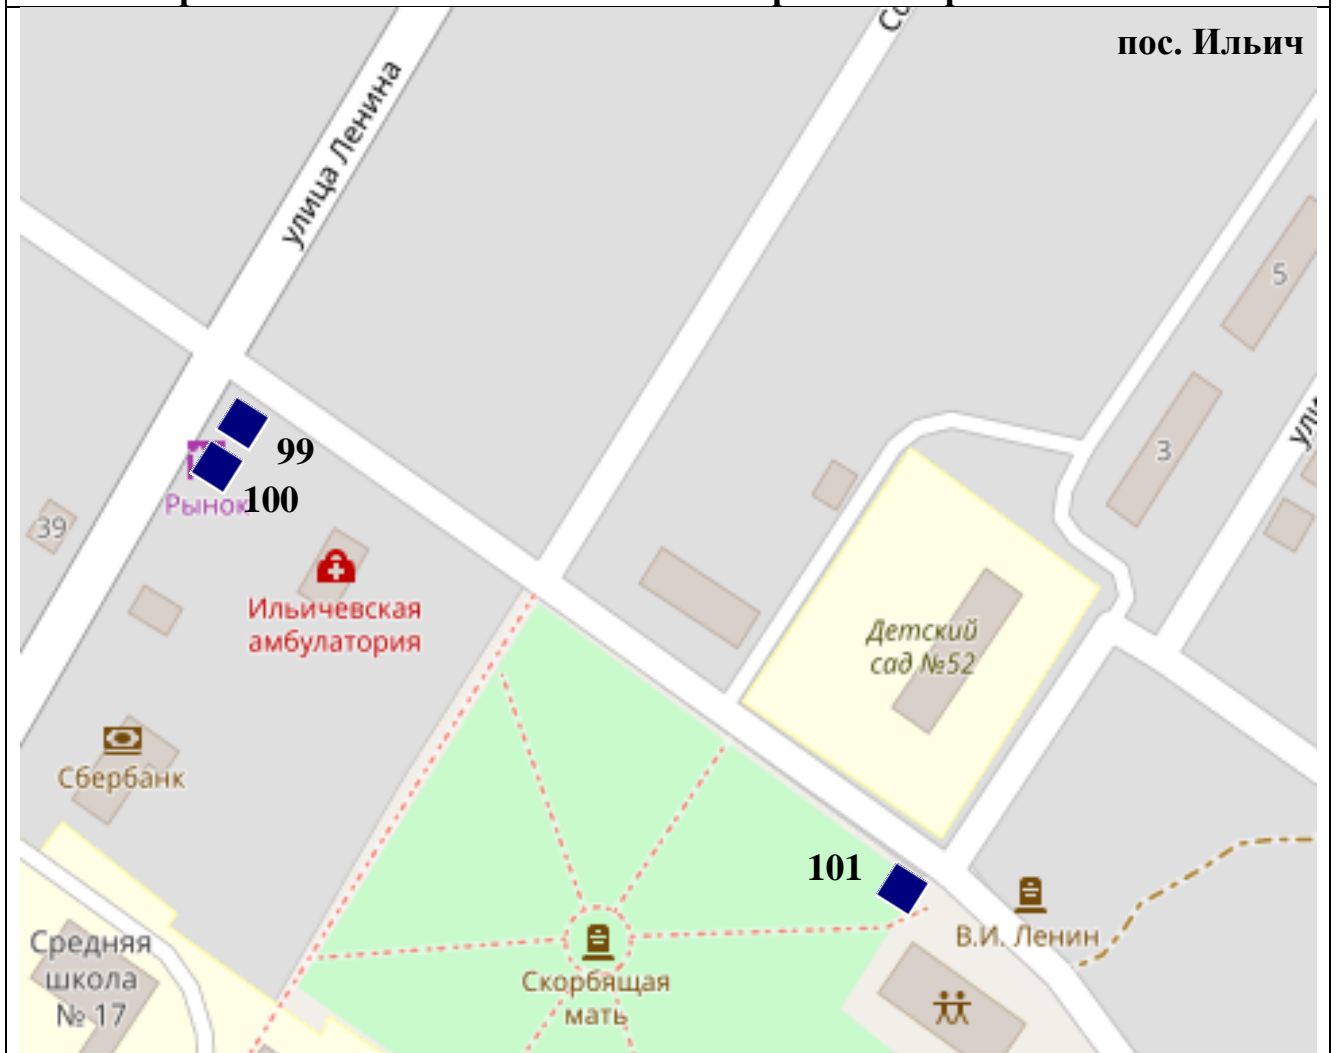 пос. Ильич
улица Ленина
5
3
99
100
Рынок
39
Ильичевская
амбулатория
Детский
сад №52
Сбербанк
101
В.И. Ленин
Средняя
школа
№ 17
Скорбящая
мать